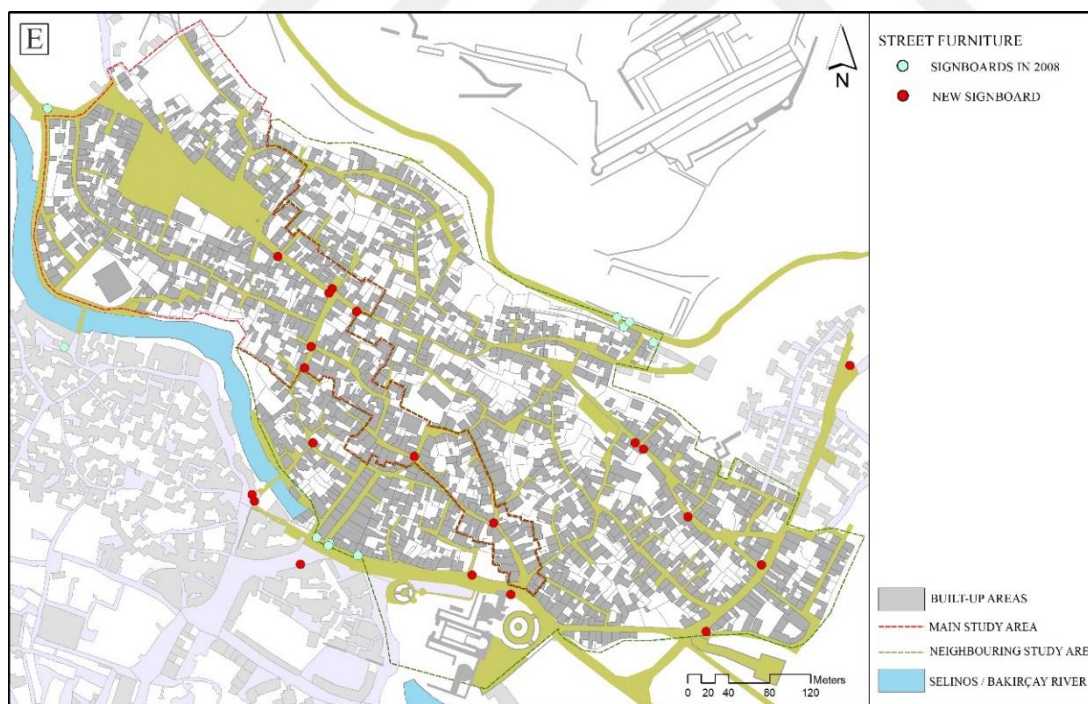 E
N
STREET FURNITURE
SIGNBOARDS IN 2008
NEW SIGNBOARD
BUILT-UP AREAS
MAIN STUDY AREA
NEIGHBOURING STUDY ARE
SELINOS / BAKIRÇAY RIVER
Meters
0 20 40 80 120